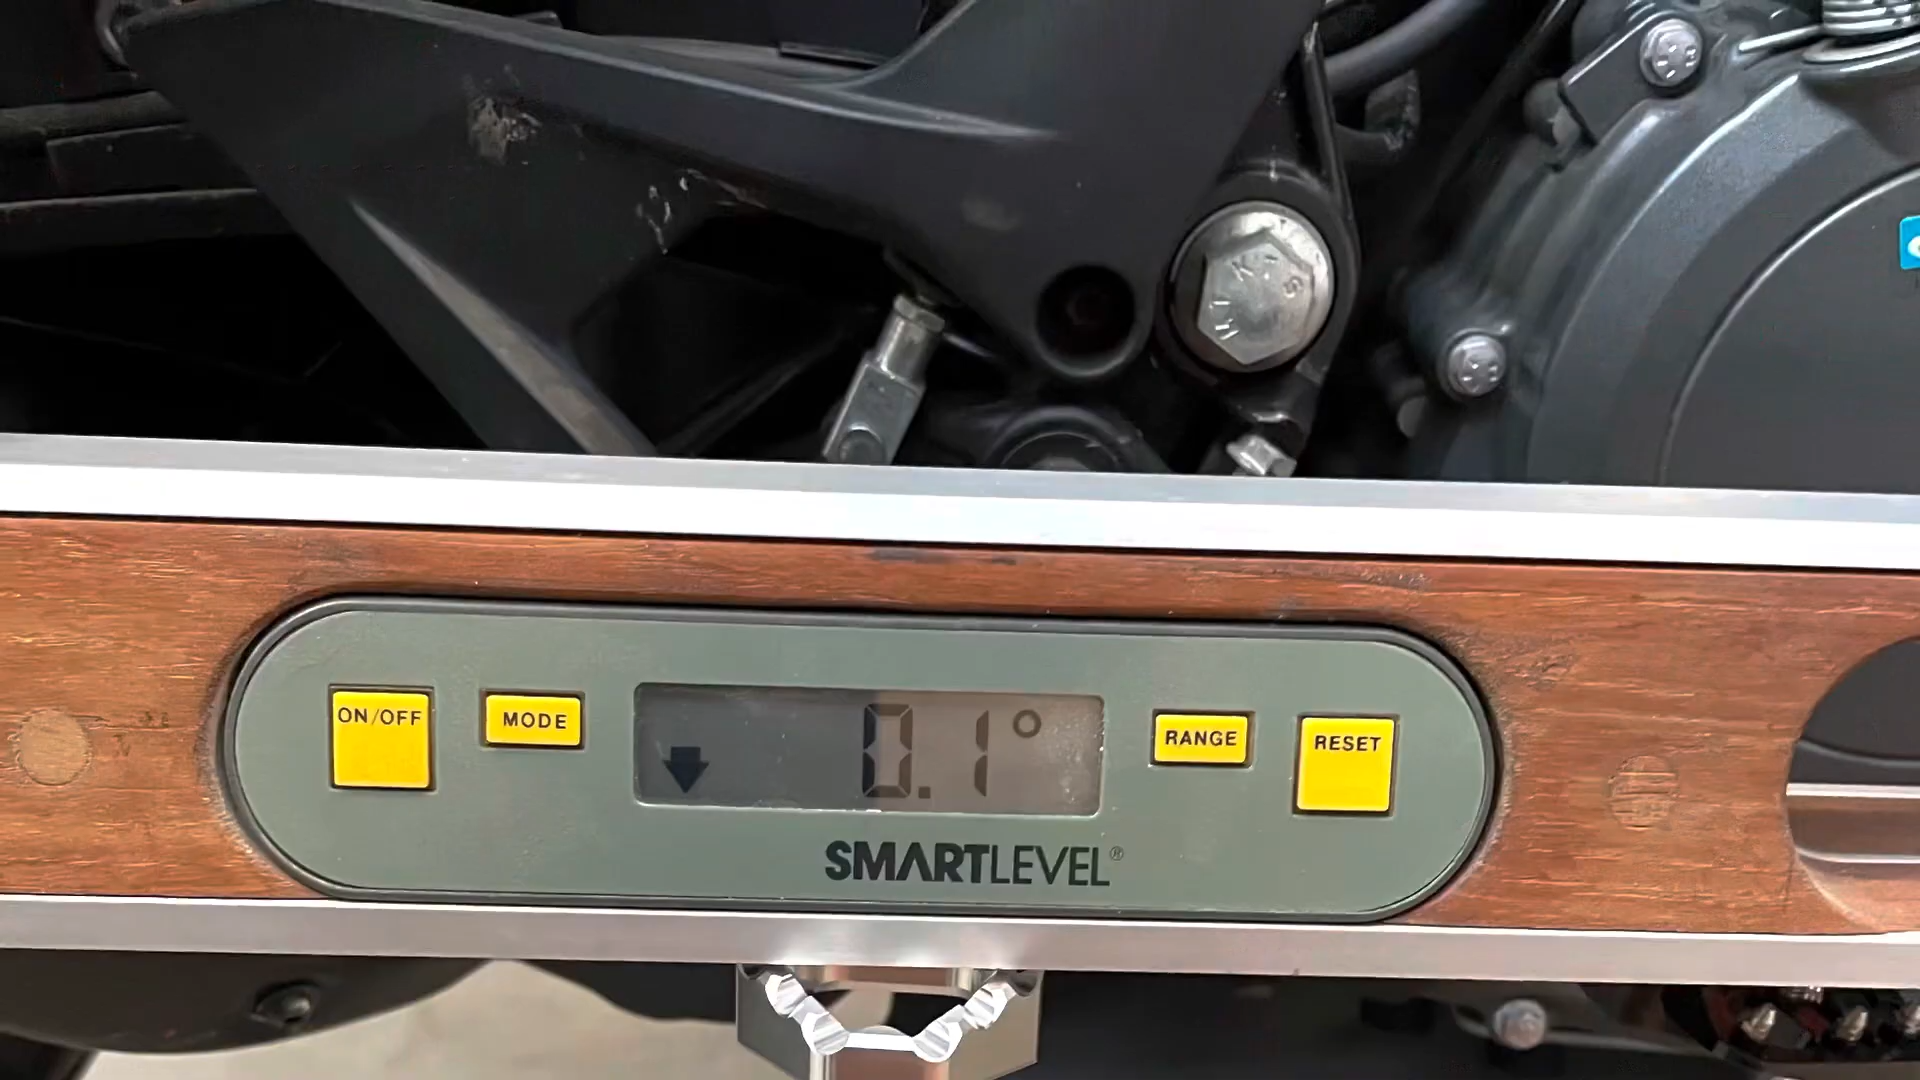 ON/OFF
MODE
0.1°
RANGE
RESET
SMARTLEVEL®